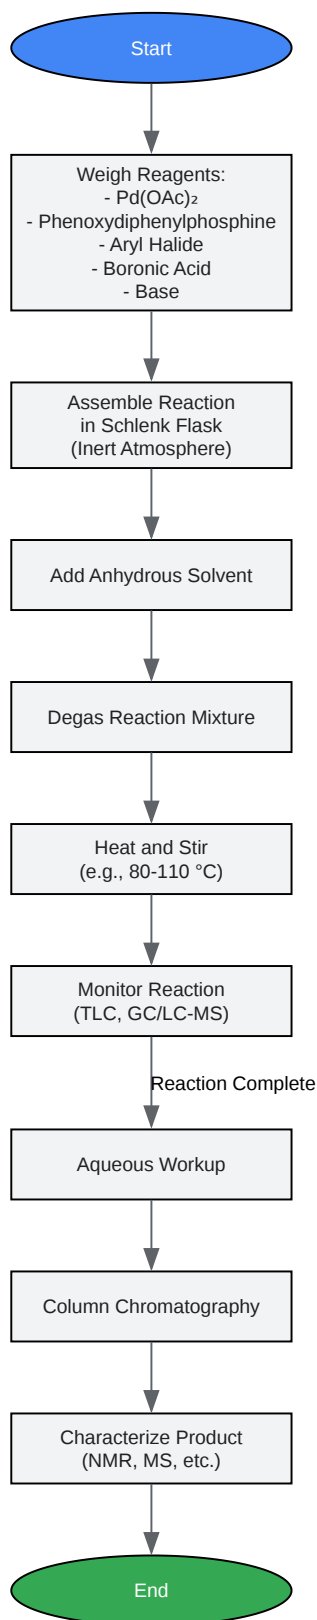 Start
Weigh Reagents:
- Pd(OAc)₂
- Phenoxydiphenylphosphine
- Aryl Halide
- Boronic Acid
- Base
Assemble Reaction
in Schlenk Flask
(Inert Atmosphere)
Add Anhydrous Solvent
Degas Reaction Mixture
Heat and Stir
(e.g., 80-110 °C)
Monitor Reaction
(TLC, GC/LC-MS)
Reaction Complete
Aqueous Workup
Column Chromatography
Characterize Product
(NMR, MS, etc.)
End